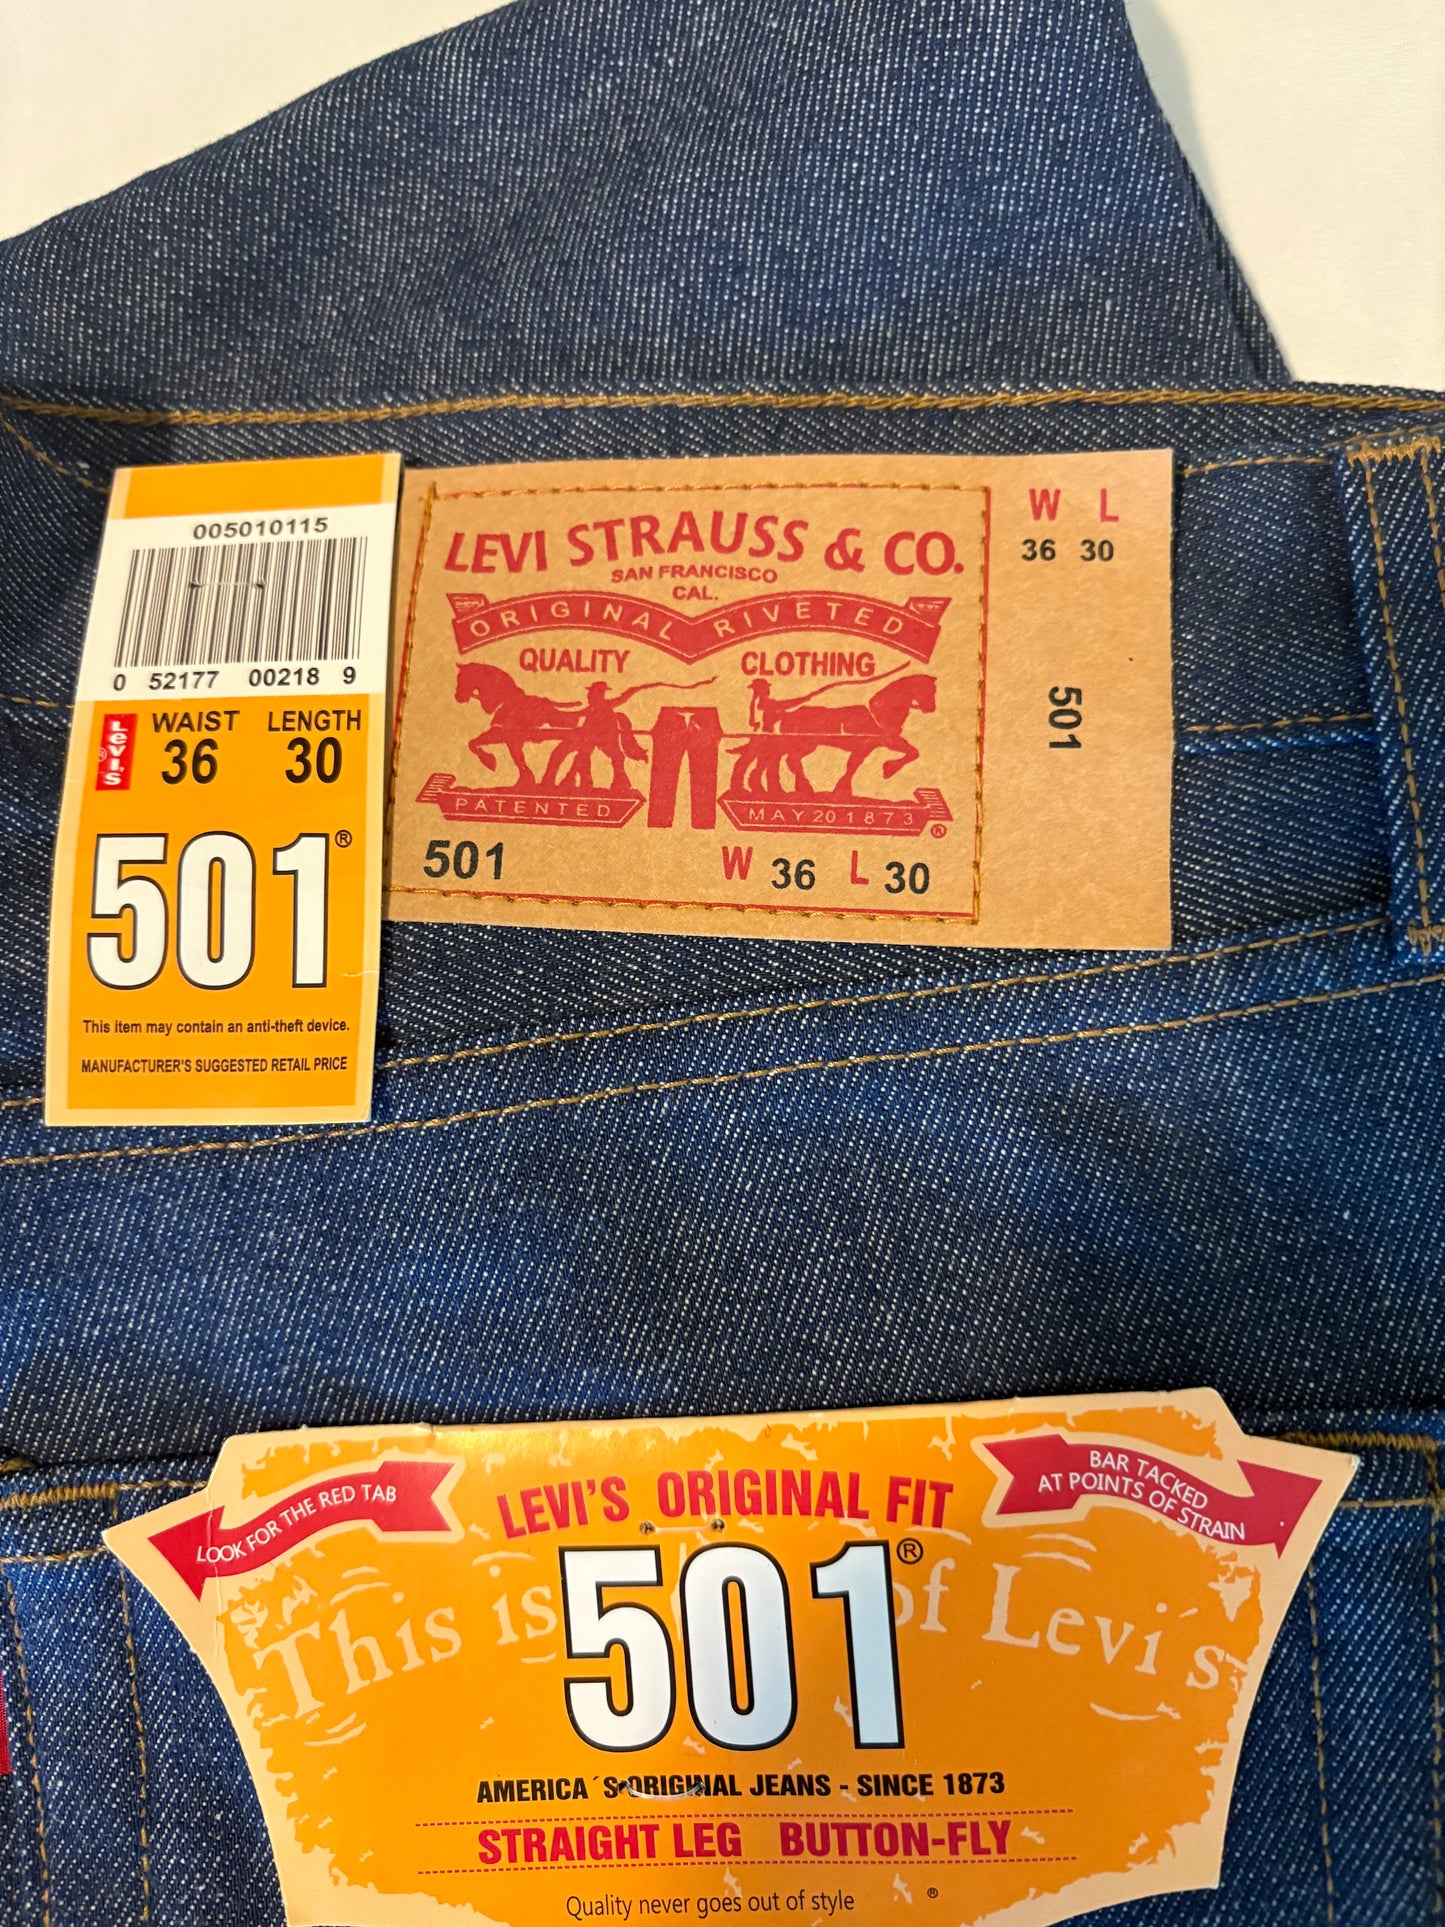 005010115
0 52177 00218 9
Levi's
®
WAIST LENGTH
36 30
501®
This item may contain an anti-theft device.
MANUFACTURER'S SUGGESTED RETAIL PRICE
LEVI STRAUSS & CO.
SAN FRANCISCO
CAL.
ORIGINAL RIVETED
QUALITY CLOTHING
PATENTED MAY 20 1873
®
501 W 36 L 30
W L
36 30
501
LOOK FOR THE RED TAB
LEVI'S ORIGINAL FIT
BAR TACKED
AT POINTS OF STRAIN
501®
This is of Levi´s
AMERICA´S ORIGINAL JEANS - SINCE 1873
STRAIGHT LEG BUTTON-FLY
Quality never goes out of style ®